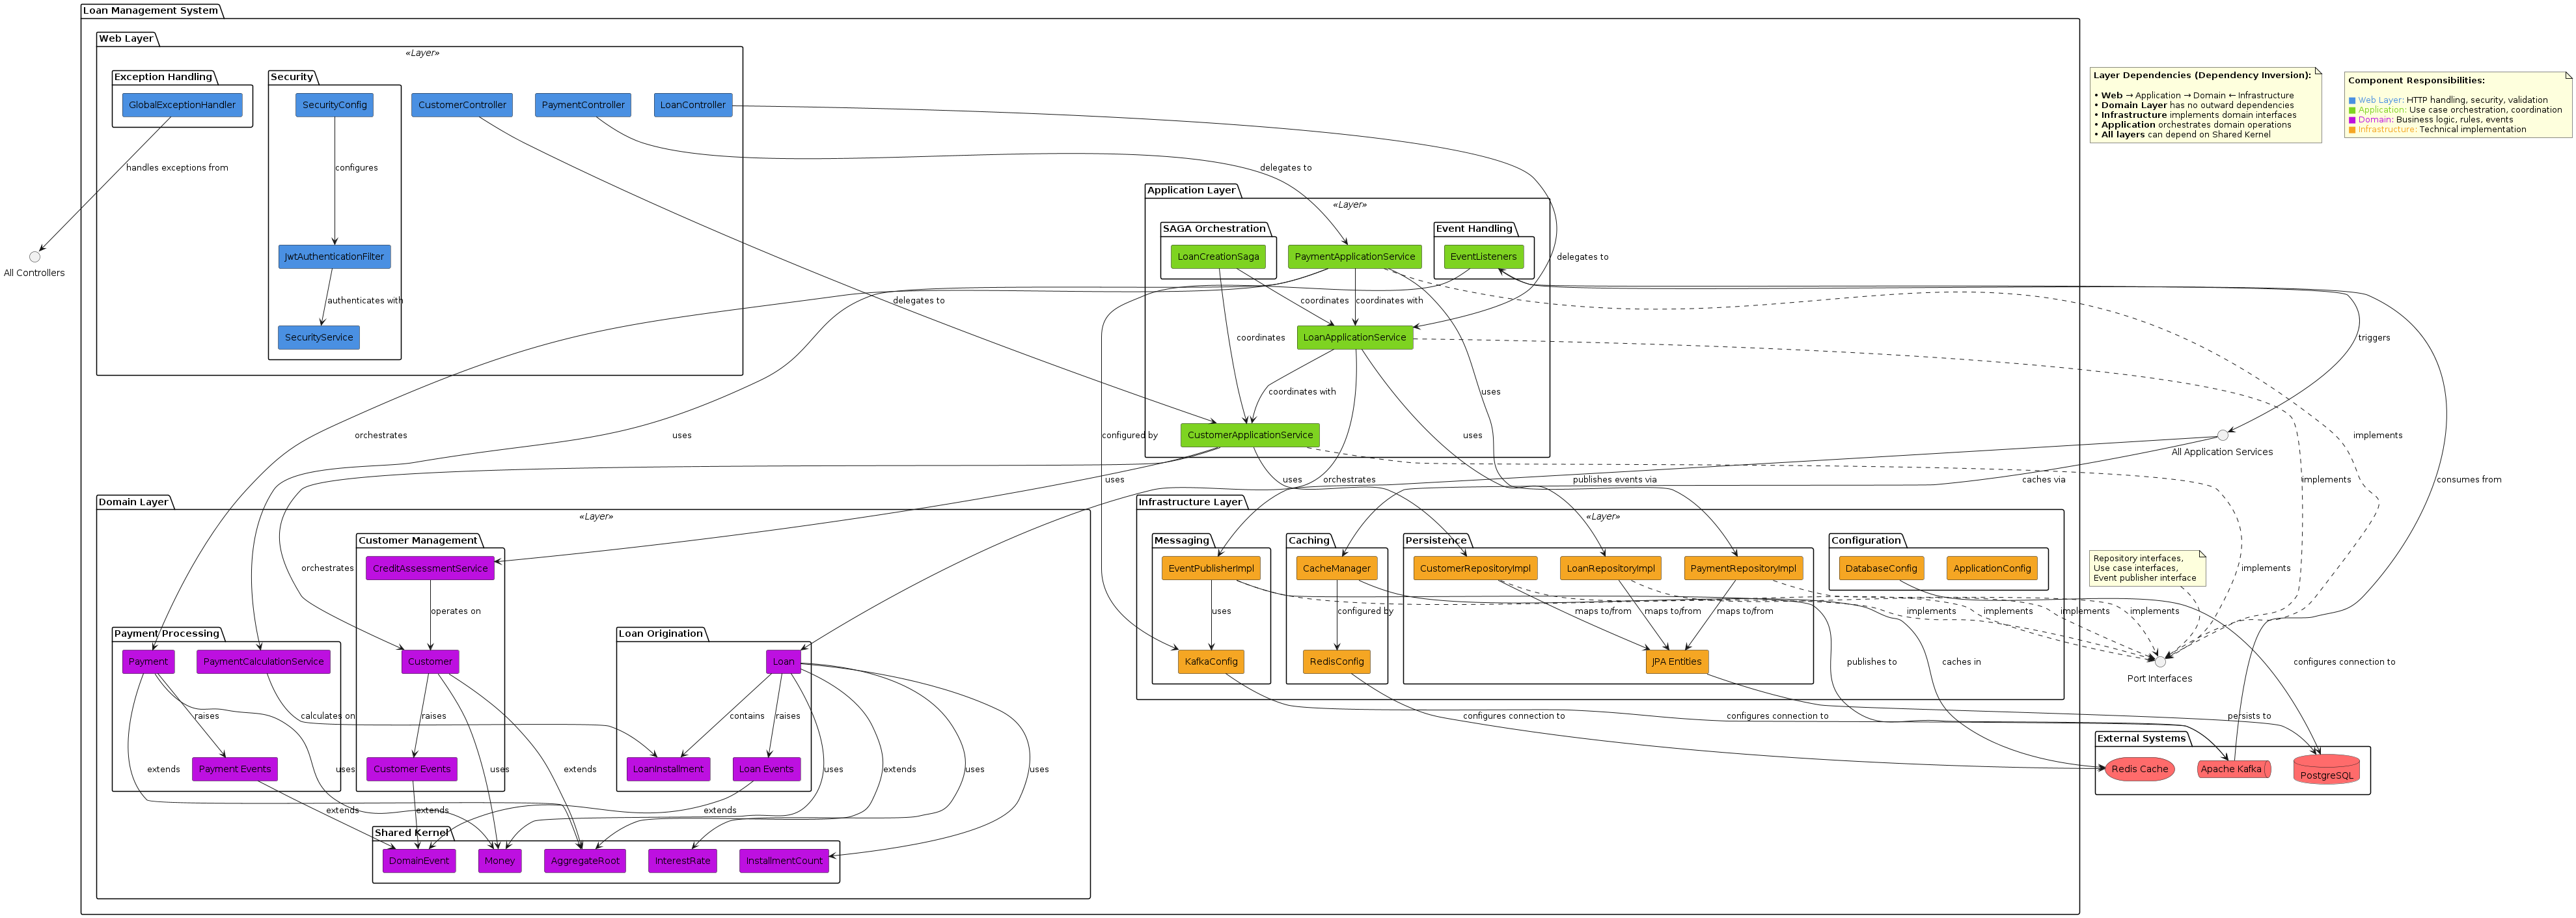 Loan Management System
Web Layer
«Layer»
Exception Handling
GlobalExceptionHandler
Security
SecurityConfig
CustomerController
PaymentController
LoanController
Layer Dependencies (Dependency Inversion):
• Web → Application → Domain ← Infrastructure
• Domain Layer has no outward dependencies
• Infrastructure implements domain interfaces
• Application orchestrates domain operations
• All layers can depend on Shared Kernel
Component Responsibilities:
■ Web Layer: HTTP handling, security, validation
■ Application: Use case orchestration, coordination
■ Domain: Business logic, rules, events
■ Infrastructure: Technical implementation
handles exceptions from
configures
delegates to
Application Layer
«Layer»
SAGA Orchestration
LoanCreationSaga
PaymentApplicationService
Event Handling
EventListeners
JwtAuthenticationFilter
delegates to
All Controllers
authenticates with
delegates to
coordinates
coordinates with
SecurityService
LoanApplicationService
coordinates
triggers
coordinates with
uses
orchestrates
uses
configured by
CustomerApplicationService
uses
implements
All Application Services
uses
uses
orchestrates
publishes events via
caches via
implements
consumes from
Domain Layer
«Layer»
Infrastructure Layer
«Layer»
Customer Management
CreditAssessmentService
Messaging
EventPublisherImpl
Caching
CacheManager
Persistence
CustomerRepositoryImpl
LoanRepositoryImpl
PaymentRepositoryImpl
Configuration
DatabaseConfig
ApplicationConfig
Repository interfaces,
Use case interfaces,
Event publisher interface
orchestrates
implements
operates on
uses
configured by
maps to/from
maps to/from
maps to/from
implements
implements
implements
implements
Payment Processing
Payment
PaymentCalculationService
Customer
Loan Origination
Loan
KafkaConfig
RedisConfig
JPA Entities
publishes to
caches in
configures connection to
Port Interfaces
raises
calculates on
raises
contains
raises
configures connection to
configures connection to
persists to
External Systems
Redis Cache
Apache Kafka
PostgreSQL
Payment Events
Customer Events
LoanInstallment
Loan Events
extends
uses
uses
extends
uses
extends
uses
uses
extends
extends
extends
Shared Kernel
DomainEvent
Money
AggregateRoot
InterestRate
InstallmentCount